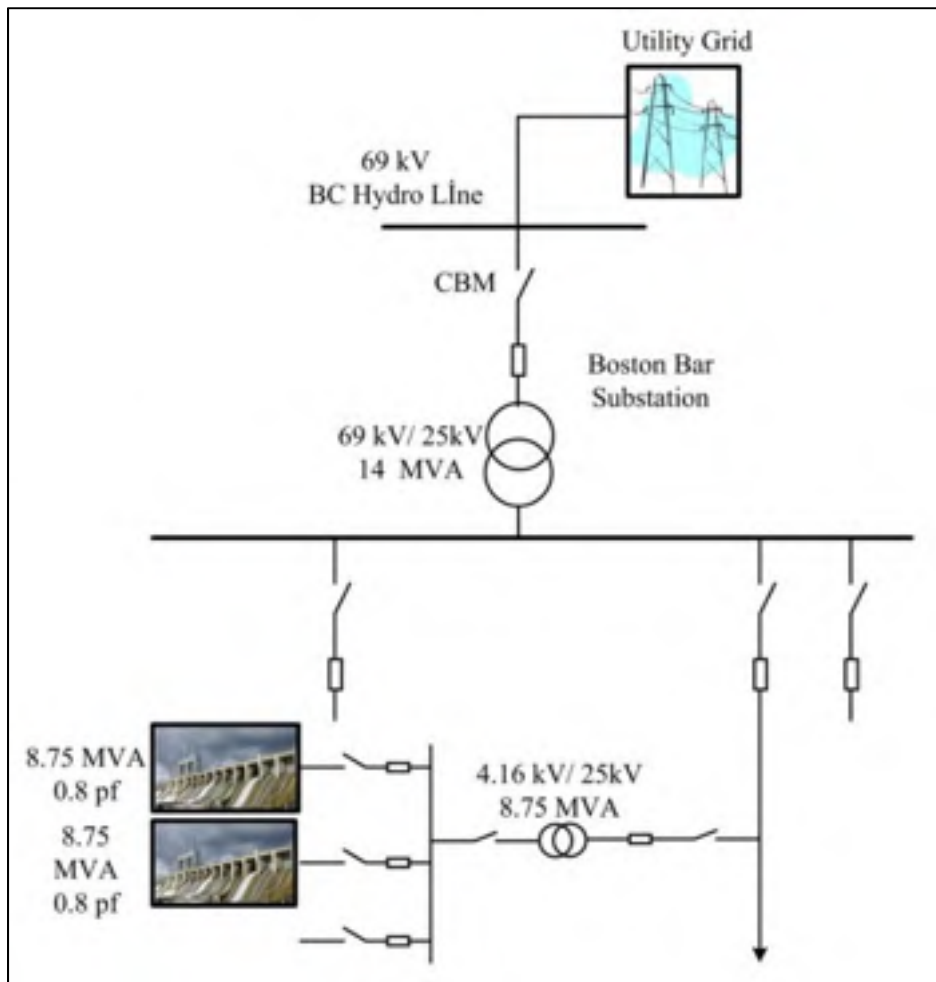 Utility Grid
69 kV
BC Hydro Lİne
CBM
Boston Bar
Substation
69 kV/ 25kV
14 MVA
8.75 MVA
0.8 pf
4.16 kV/ 25kV
8.75 MVA
8.75
MVA
0.8 pf